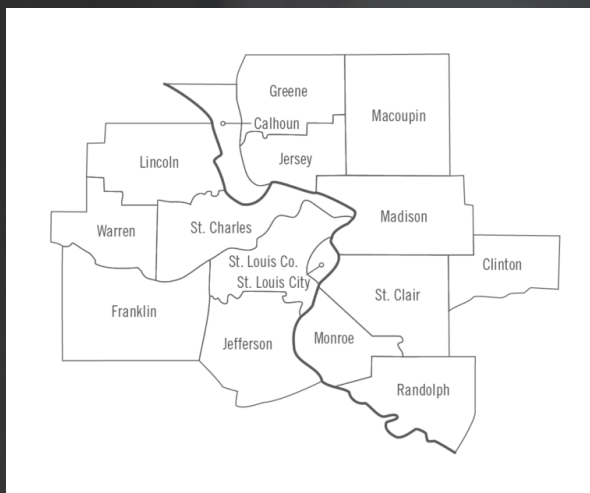 Greene
Macoupin
Calhoun
Jersey
Lincoln
Madison
St. Charles
Warren
St. Louis Co.
Clinton
St. Louis City
St. Clair
Franklin
Monroe
Jefferson
Randolph